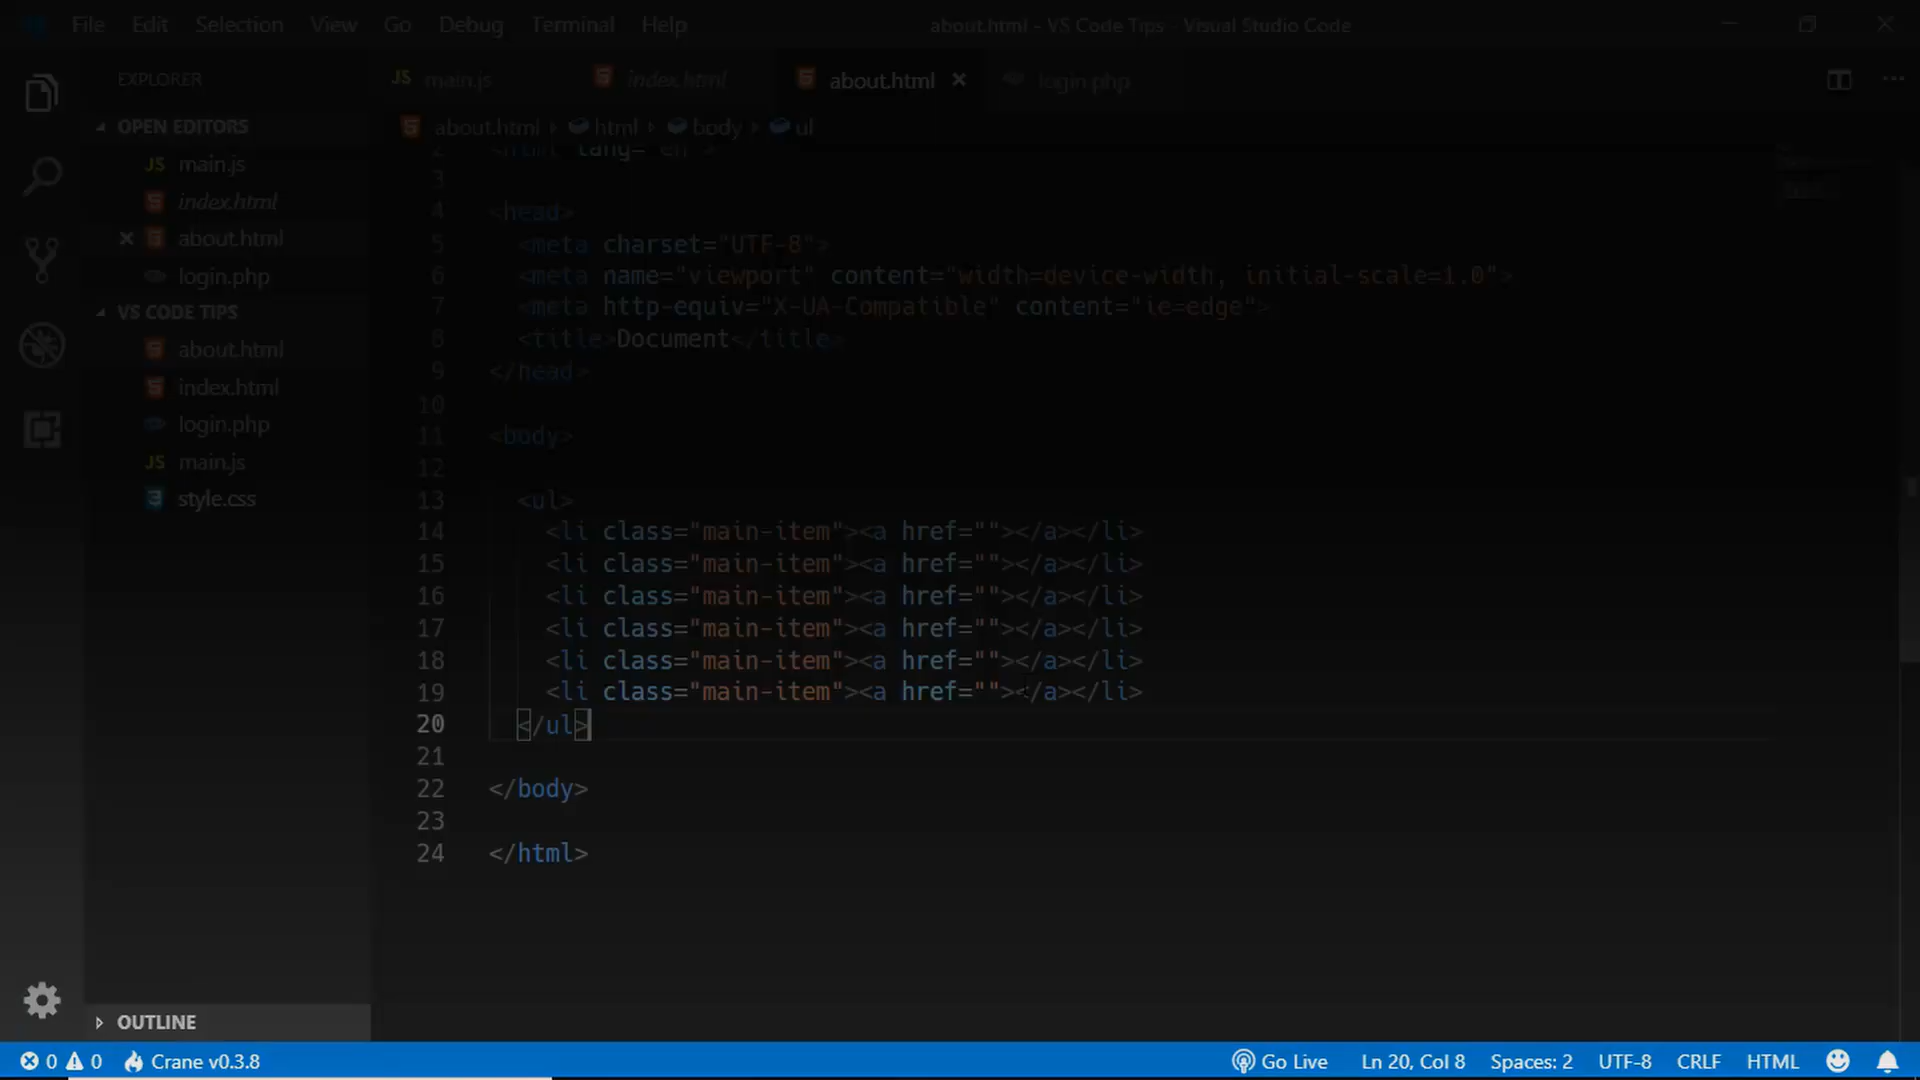 File Edit Selection View Go Debug Terminal Help about.html - VS Code Tips - Visual Studio Code
EXPLORER
JS main.js index.html about.html login.php
OPEN EDITORS
about.html html body ul
JS main.js
index.html
about.html
login.php
VS CODE TIPS
about.html
index.html
login.php
JS main.js
style.css
OUTLINE
2 <html lang="en">
3
4 <head>
5 <meta charset="UTF-8">
6 <meta name="viewport" content="width=device-width, initial-scale=1.0">
7 <meta http-equiv="X-UA-Compatible" content="ie=edge">
8 <title>Document</title>
9 </head>
10
11 <body>
12
13 <ul>
14 <li class="main-item"><a href=""></a></li>
15 <li class="main-item"><a href=""></a></li>
16 <li class="main-item"><a href=""></a></li>
17 <li class="main-item"><a href=""></a></li>
18 <li class="main-item"><a href=""></a></li>
19 <li class="main-item"><a href=""></a></li>
20 </ul>
21
22 </body>
23
24 </html>
0 0 Crane v0.3.8 Go Live Ln 20, Col 8 Spaces: 2 UTF-8 CRLF HTML